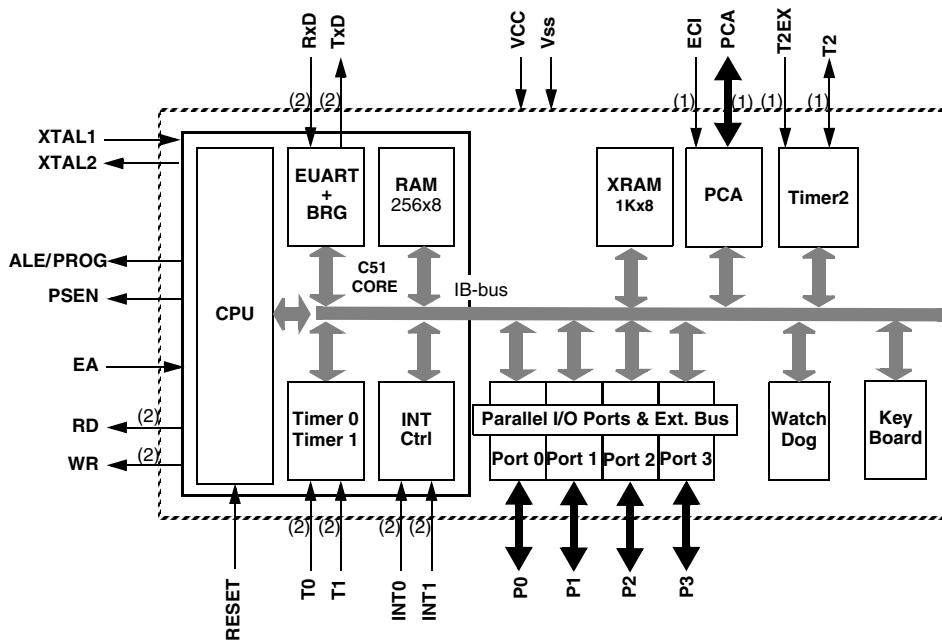 RxD
TxD
VCC
Vss
ECI
PCA
T2EX
T2
(2)
(2)
(1)
(1)
(1)
(1)
XTAL1
XTAL2
EUART
+
BRG
RAM
256x8
XRAM
1Kx8
PCA
Timer2
ALE/PROG
C51
CORE
IB-bus
PSEN
CPU
EA
RD
(2)
WR
(2)
Timer 0
Timer 1
INT
Ctrl
Parallel I/O Ports & Ext. Bus
Port 0
Port 1
Port 2
Port 3
Watch
Dog
Key
Board
(2)
(2)
(2)
(2)
RESET
T0
T1
INT0
INT1
P0
P1
P2
P3